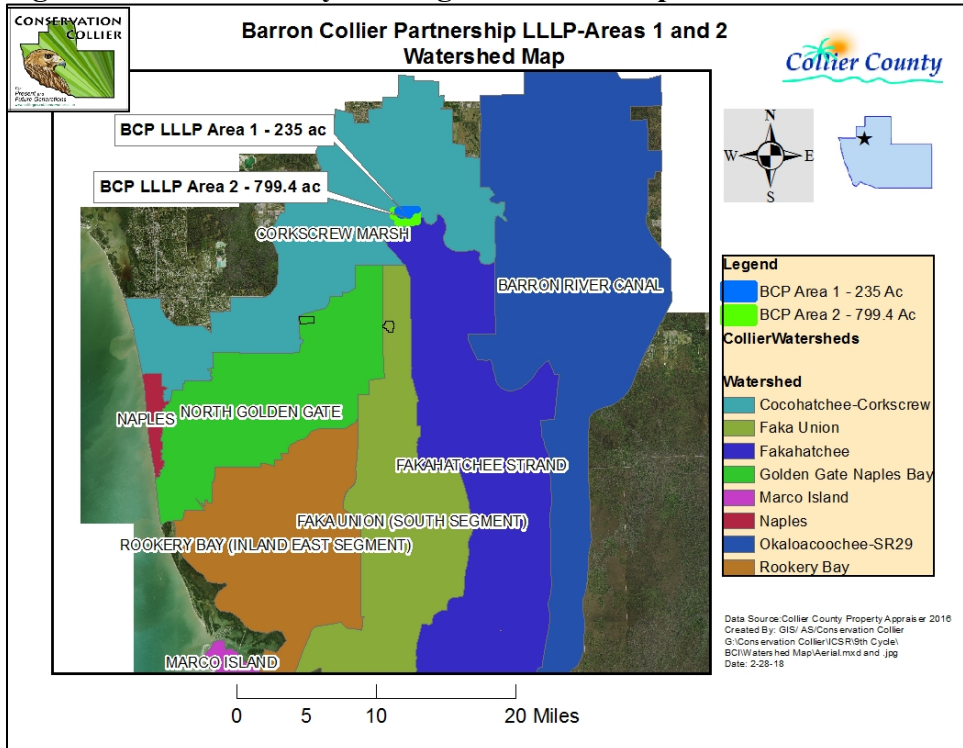 CONSERVATION
COLLIER
For
Present and
Future Generations
Barron Collier Partnership LLLP-Areas 1 and 2
Watershed Map
Collier County
BCP LLLP Area 1 - 235 ac
BCP LLLP Area 2 - 799.4 ac
CORKSCREW MARSH
BARRON RIVER CANAL
NAPLES
NORTH GOLDEN GATE
FAKAHATCHEE STRAND
FAKA UNION (SOUTH SEGMENT)
ROOKERY BAY (INLAND EAST SEGMENT)
MARCO ISLAND
N
W
E
S
Legend
BCP Area 1 - 235 Ac
BCP Area 2 - 799.4 Ac
CollierWatersheds
Watershed
Cocohatchee-Corkscrew
Faka Union
Fakahatchee
Golden Gate Naples Bay
Marco Island
Naples
Okaloacoochee-SR29
Rookery Bay
Data Source:Collier County Property Appraiser 2016
Created By: GIS/ AS/Conservation Collier
G:\Conservation Collier\ICSR\9th Cycle\
BCI\Watershed Map\Aerial.mxd and .jpg
Date: 2-28-18
0 5 10 20 Miles